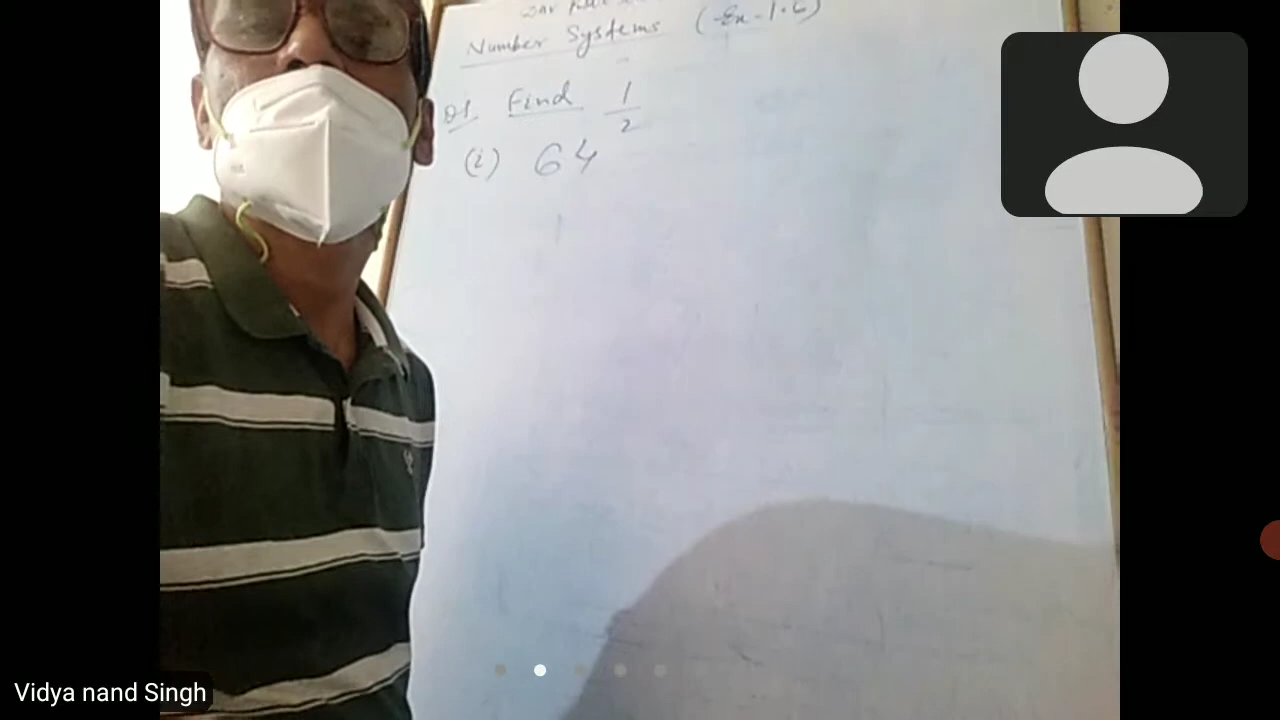 Number Systems (Ex-1.6)
Q1. Find
(i) 64^1/2
Vidya nand Singh